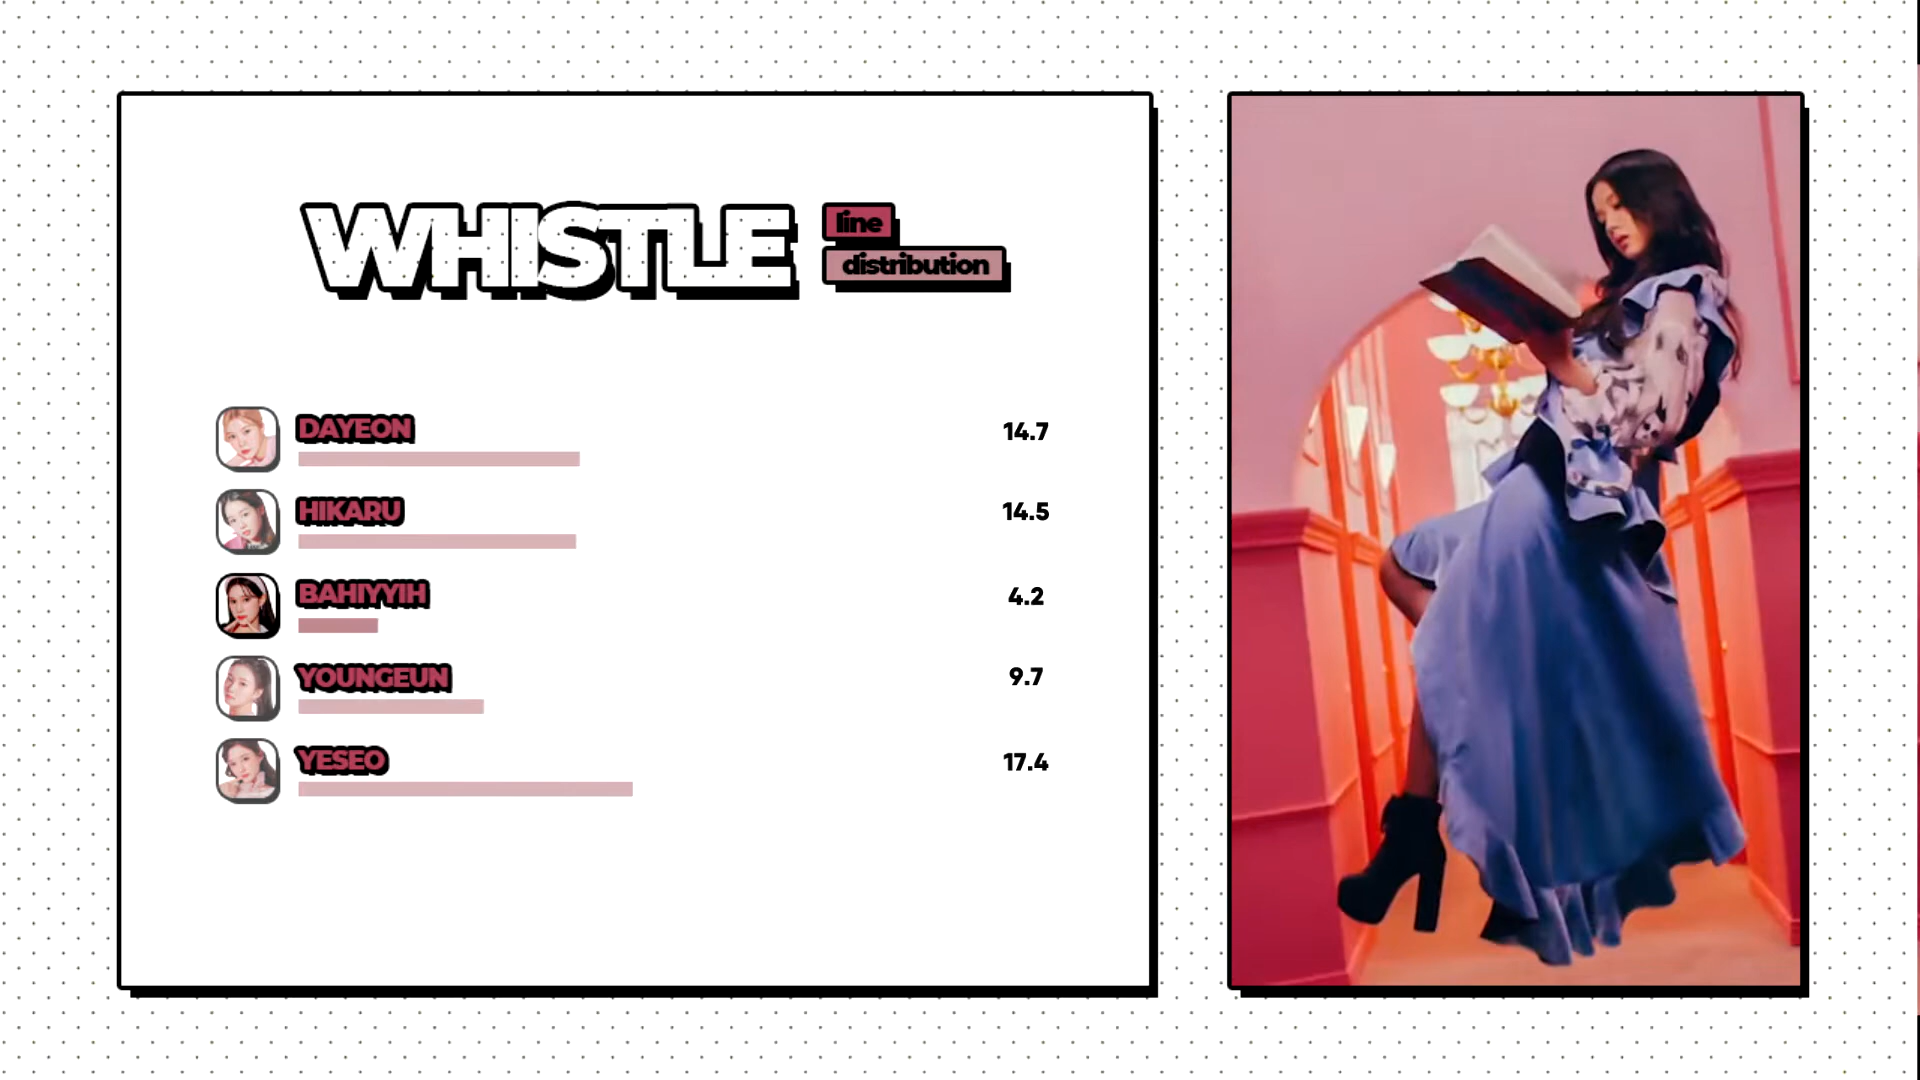 WHISTLE
line
distribution
DAYEON 14.7
HIKARU 14.5
BAHIYYIH 4.2
YOUNGEUN 9.7
YESEO 17.4